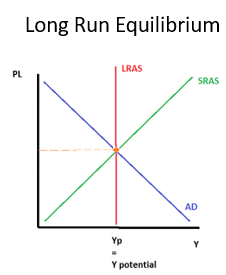 Long Run Equilibrium
PL
LRAS
SRAS
AD
Yp
=
Y potential
Y